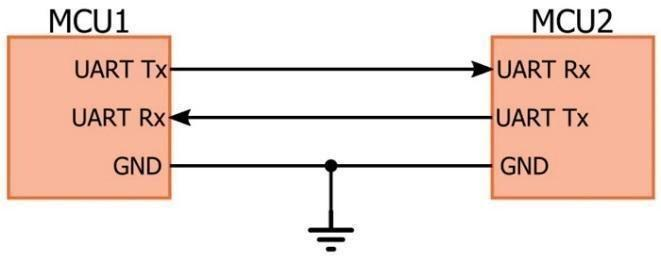 MCU1
MCU2
UART Tx
UART Rx
UART Rx
UART Tx
GND
GND